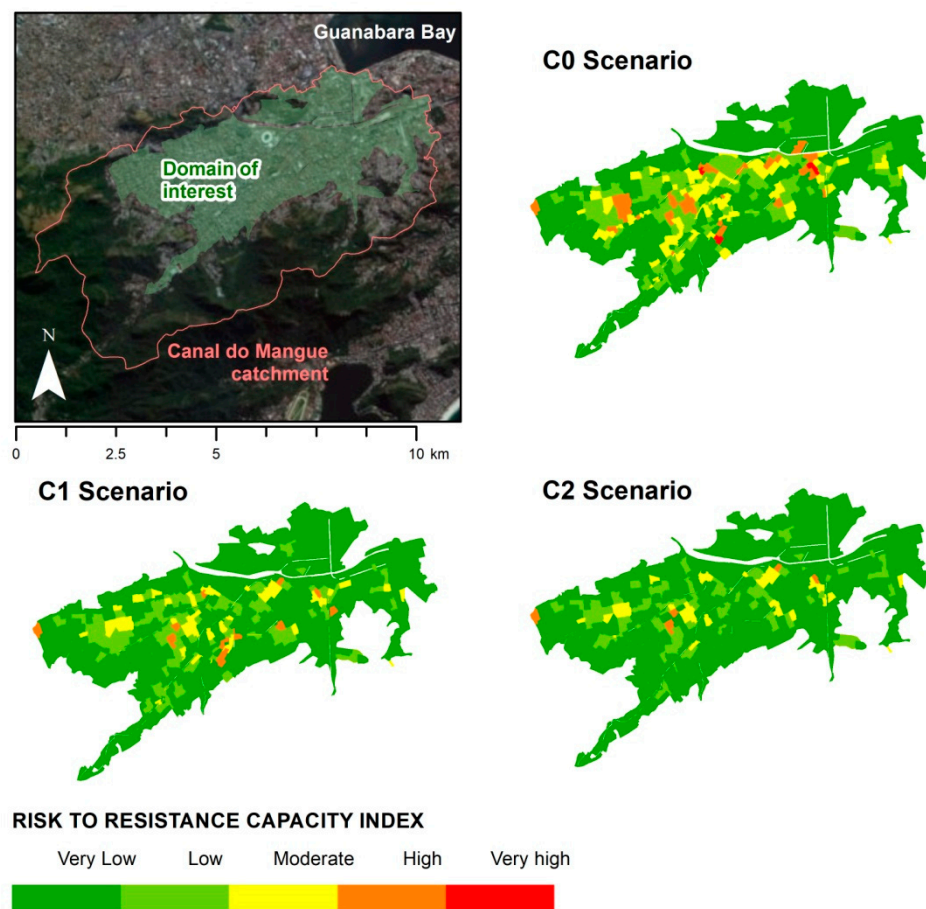 Guanabara Bay
Domain of
interest
N
Canal do Mangue
catchment
0 2.5 5 10 km
C0 Scenario
C1 Scenario
C2 Scenario
RISK TO RESISTANCE CAPACITY INDEX
Very Low Low Moderate High Very high